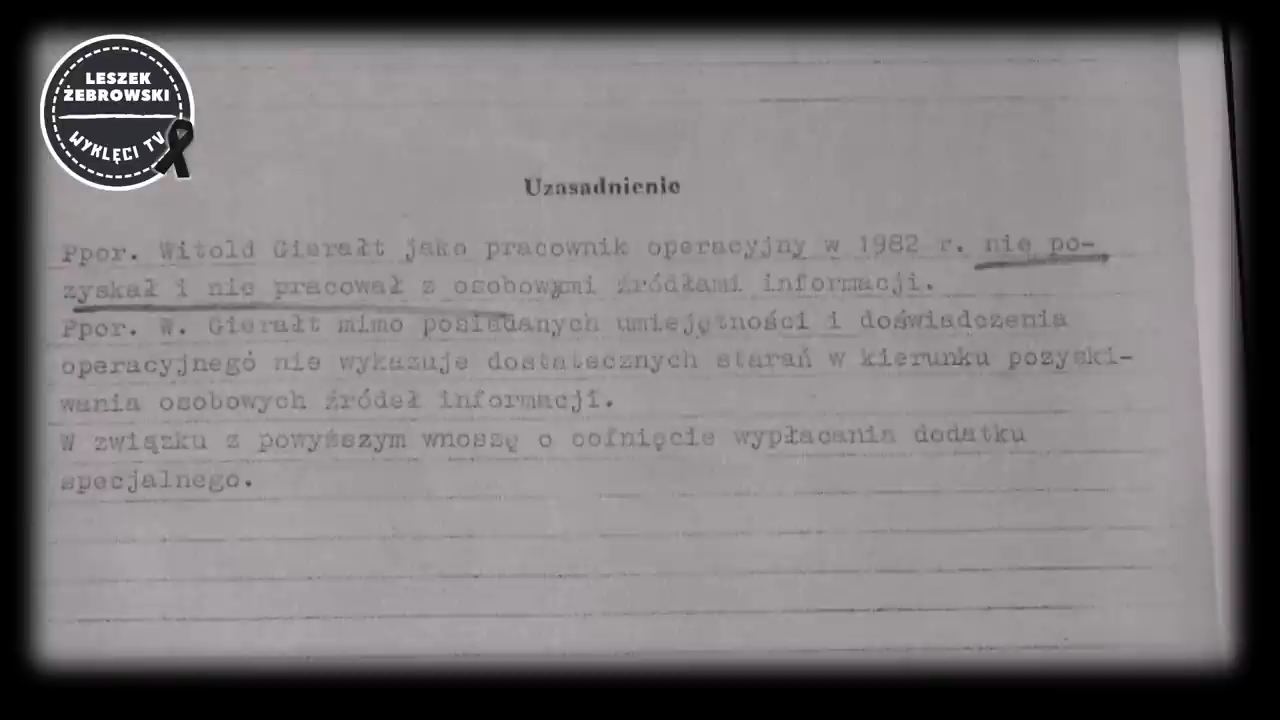 LESZEK
ŻEBROWSKI
WYKLĘCI TV
Uzasadnienie
Ppor. Witold Gierałt jako pracownik operacyjny w 1982 r. nie po-
zyskał i nie pracował z osobowymi źródłami informacji.
Ppor. W. Gierałt mimo posiadanych umiejętności i doświadczenia
operacyjnego nie wykazuje dostatecznych starań w kierunku pozyski-
wania osobowych źródeł informacji.
W związku z powyższym wnoszę o cofnięcie wypłacania dodatku
specjalnego.